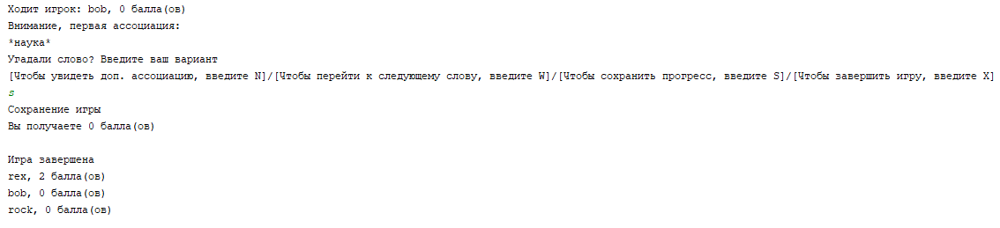 Ходит игрок: bob, 0 балла(ов)
Внимание, первая ассоциация:
*наука*
Угадали слово? Введите ваш вариант
[Чтобы увидеть доп. ассоциацию, введите N]/[Чтобы перейти к следующему слову, введите W]/[Чтобы сохранить прогресс, введите S]/[Чтобы завершить игру, введите X]
s
Сохранение игры
Вы получаете 0 балла(ов)
Игра завершена
rex, 2 балла(ов)
bob, 0 балла(ов)
rock, 0 балла(ов)